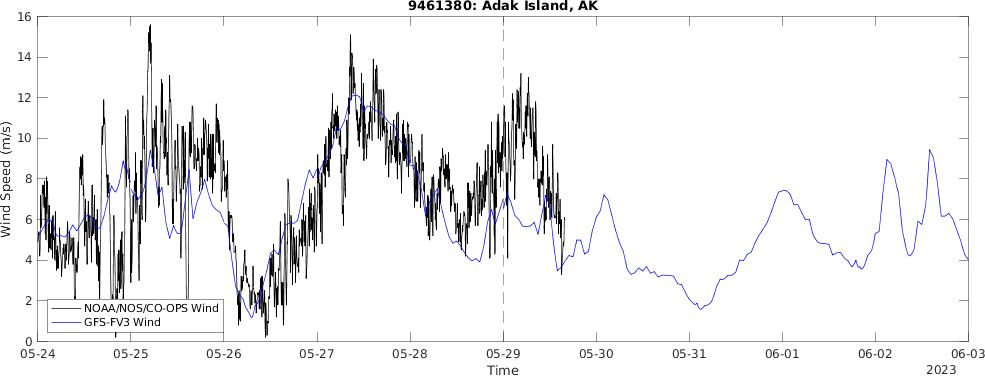 9461380: Adak Island, AK
Wind Speed (m/s)
16
14
12
10
8
6
4
2
0
NOAA/NOS/CO-OPS Wind
GFS-FV3 Wind
05-24 05-25 05-26 05-27 05-28 05-29 05-30 05-31 06-01 06-02 06-03
Time
2023